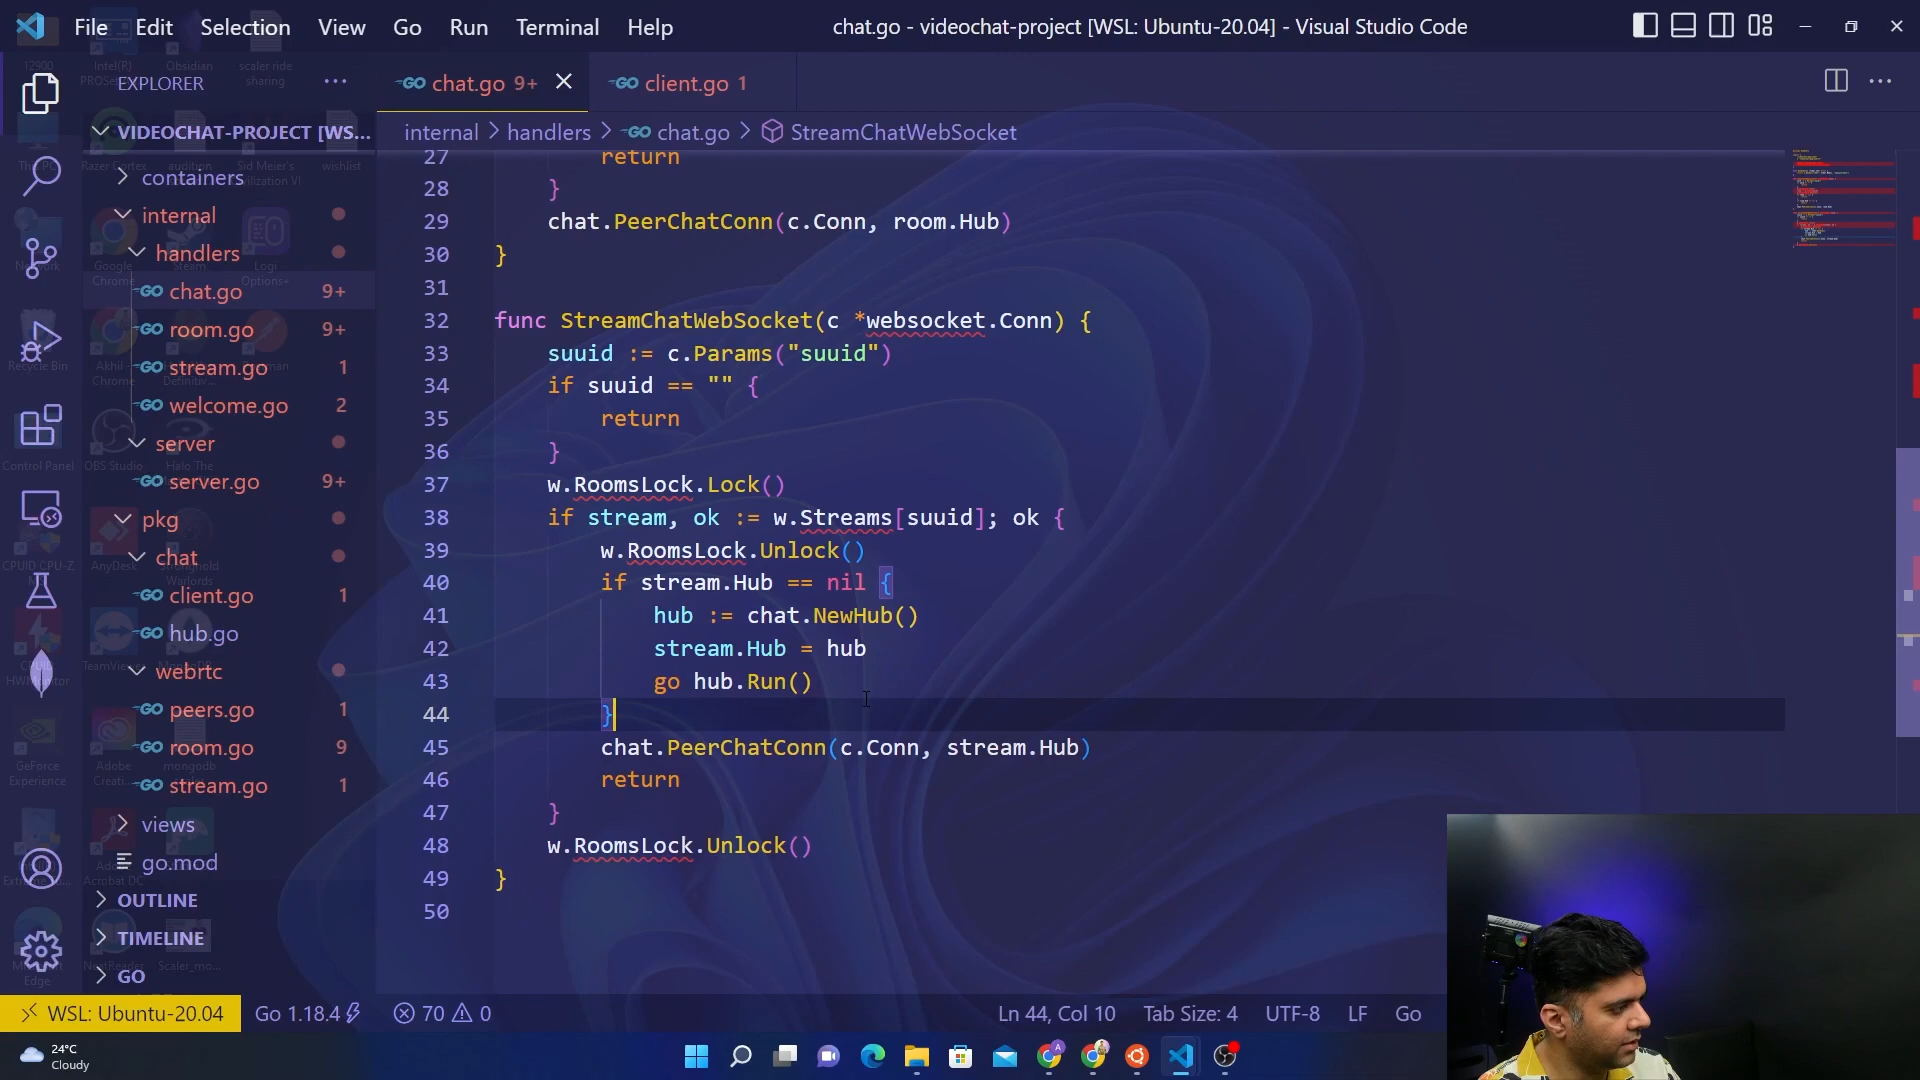 File Edit Selection View Go Run Terminal Help
chat.go - videochat-project [WSL: Ubuntu-20.04] - Visual Studio Code
EXPLORER
chat.go 9+
client.go 1
VIDEOCHAT-PROJECT [WS...
internal > handlers > chat.go > StreamChatWebSocket
containers
internal
handlers
chat.go 9+
room.go 9+
stream.go 1
welcome.go 2
server
server.go 9+
pkg
chat
client.go 1
hub.go
webrtc
peers.go 1
room.go 9
stream.go 1
views
go.mod
OUTLINE
TIMELINE
GO
27 return
28 }
29 chat.PeerChatConn(c.Conn, room.Hub)
30 }
31
32 func StreamChatWebSocket(c *websocket.Conn) {
33 suuid := c.Params("suuid")
34 if suuid == "" {
35 return
36 }
37 w.RoomsLock.Lock()
38 if stream, ok := w.Streams[suuid]; ok {
39 w.RoomsLock.Unlock()
40 if stream.Hub == nil {
41 hub := chat.NewHub()
42 stream.Hub = hub
43 go hub.Run()
44 }
45 chat.PeerChatConn(c.Conn, stream.Hub)
46 return
47 }
48 w.RoomsLock.Unlock()
49 }
50
WSL: Ubuntu-20.04 Go 1.18.4 70 0 Ln 44, Col 10 Tab Size: 4 UTF-8 LF Go
24°C
Cloudy